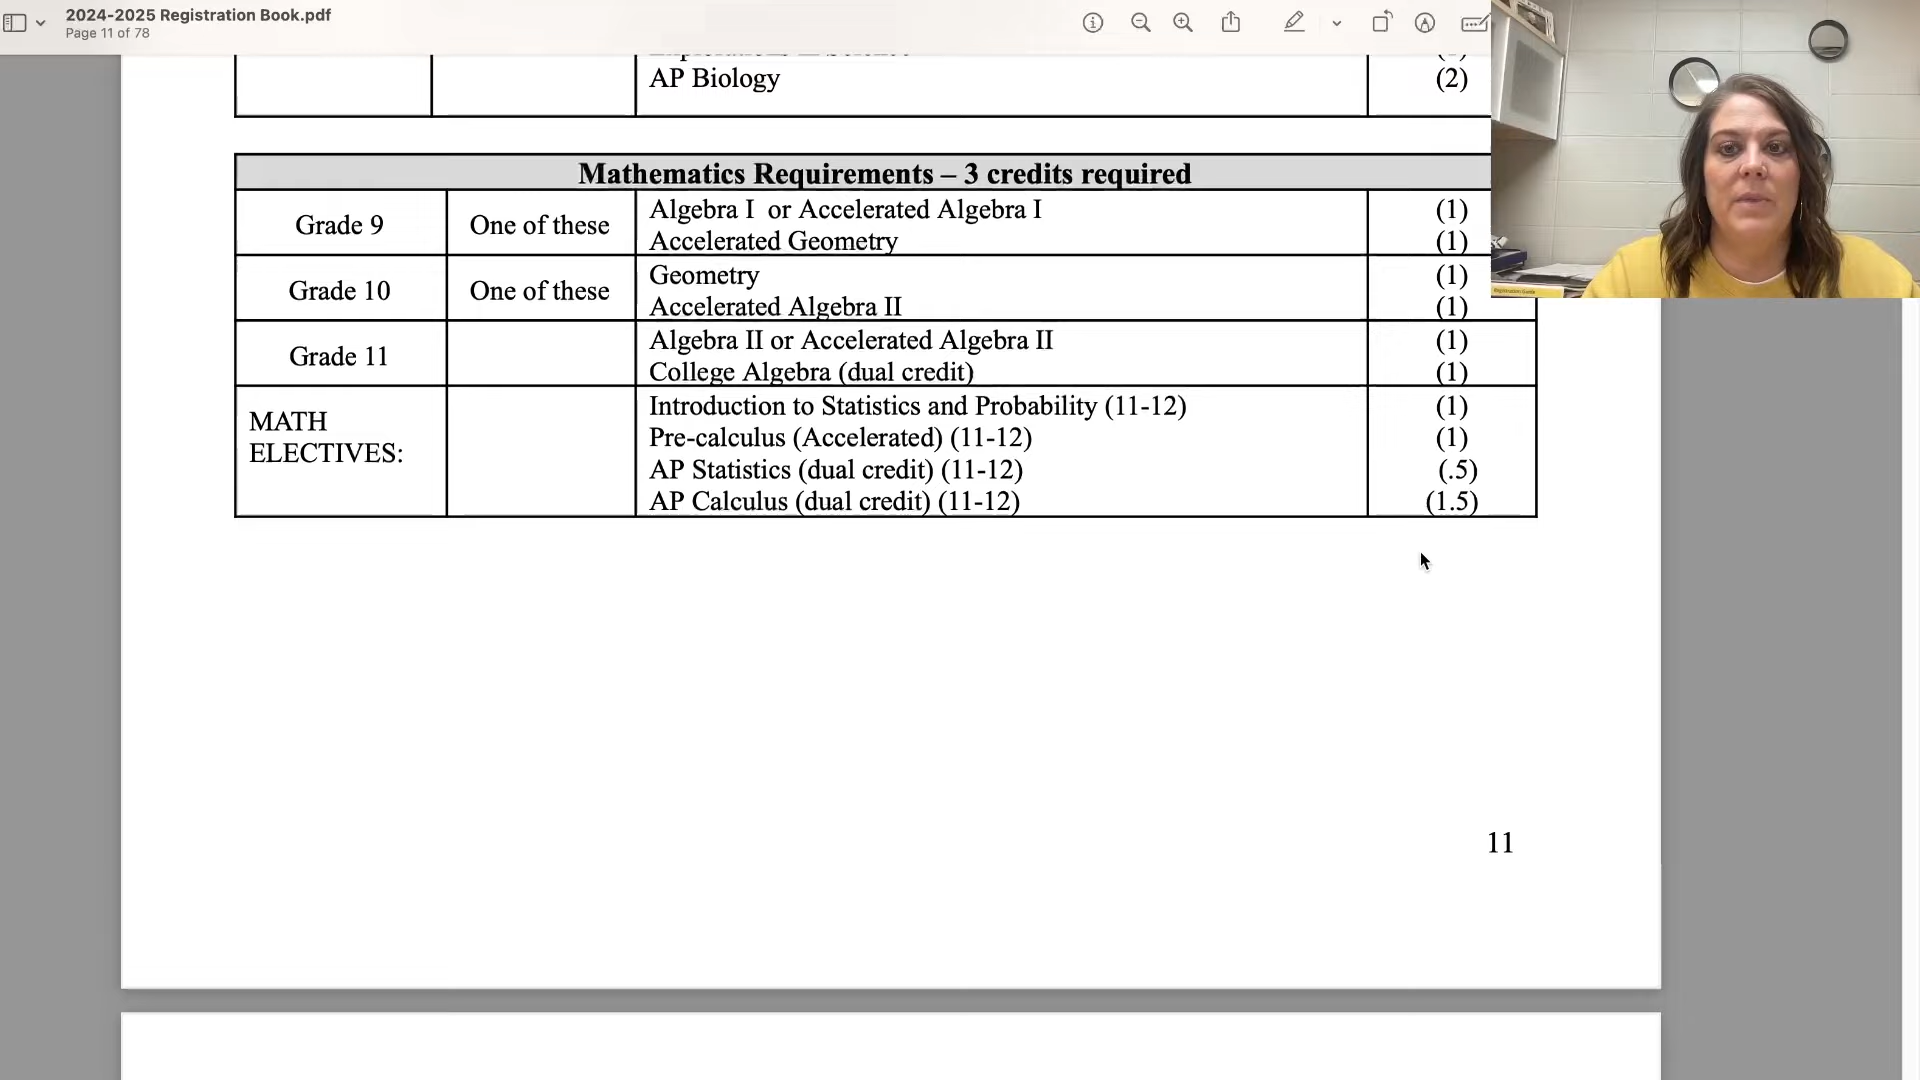 2024-2025 Registration Book.pdf
Page 11 of 78
AP Biology (2)
Mathematics Requirements – 3 credits required
Grade 9
One of these
Algebra I or Accelerated Algebra I (1)
Accelerated Geometry (1)
Grade 10
One of these
Geometry (1)
Accelerated Algebra II (1)
Grade 11
Algebra II or Accelerated Algebra II (1)
College Algebra (dual credit) (1)
MATH
ELECTIVES:
Introduction to Statistics and Probability (11-12) (1)
Pre-calculus (Accelerated) (11-12) (1)
AP Statistics (dual credit) (11-12) (.5)
AP Calculus (dual credit) (11-12) (1.5)
11